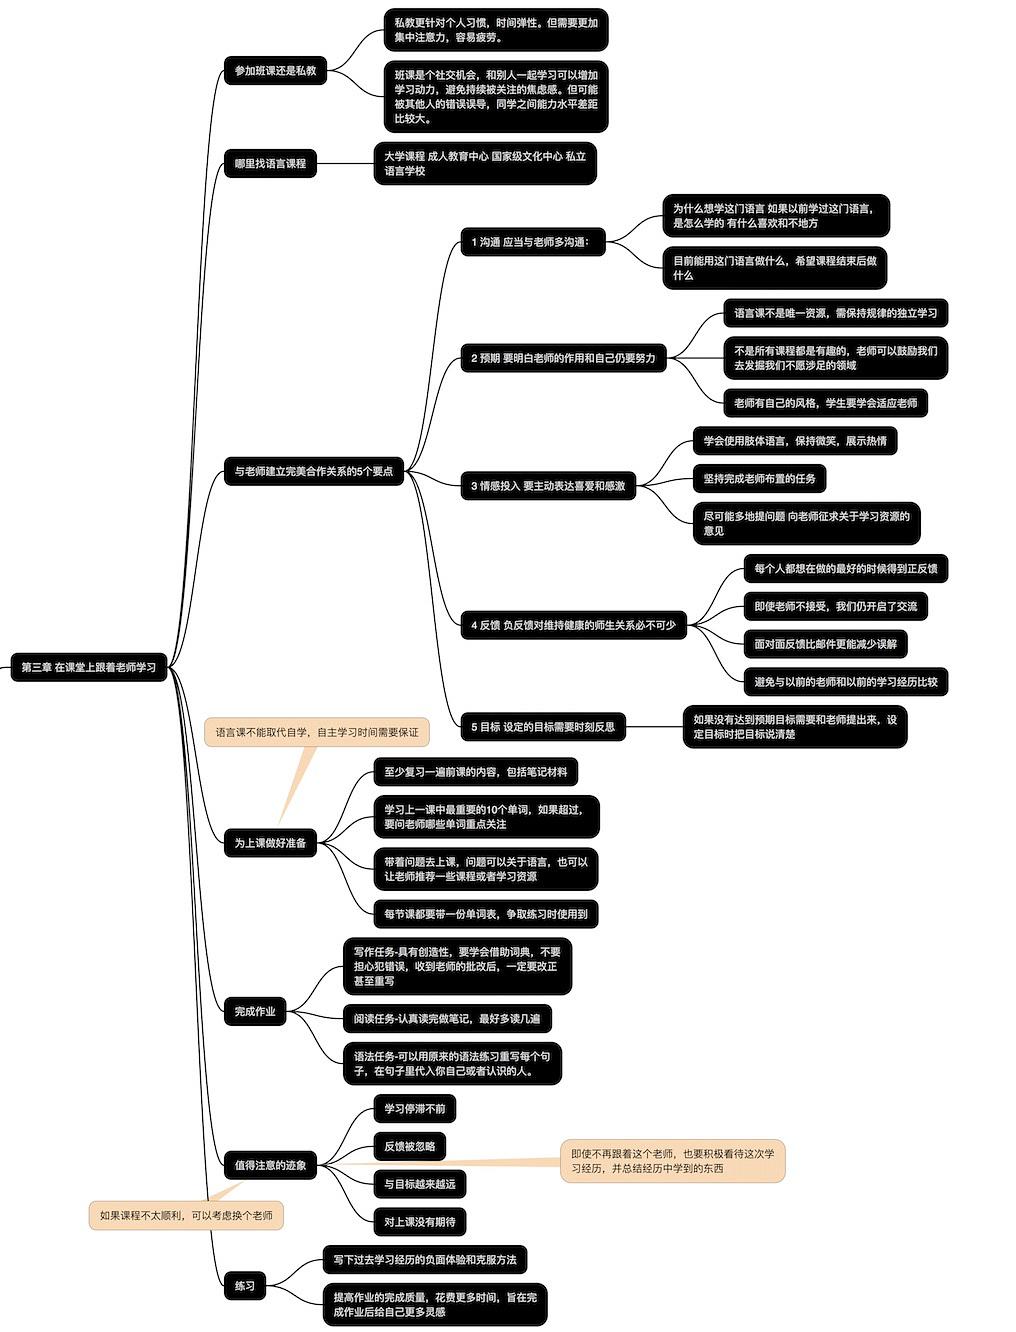 私教更针对个人习惯，时间弹性。但需要更加
集中注意力，容易疲劳。
参加班课还是私教
班课是个社交机会，和别人一起学习可以增加
学习动力，避免持续被关注的焦虑感。但可能
被其他人的错误误导，同学之间能力水平差距
比较大。
哪里找语言课程
大学课程 成人教育中心 国家级文化中心 私立
语言学校
为什么想学这门语言 如果以前学过这门语言，
是怎么学的 有什么喜欢和不地方
1 沟通 应当与老师多沟通：
目前能用这门语言做什么，希望课程结束后做
什么
语言课不是唯一资源，需保持规律的独立学习
2 预期 要明白老师的作用和自己仍要努力
不是所有课程都是有趣的，老师可以鼓励我们
去发掘我们不愿涉足的领域
老师有自己的风格，学生要学会适应老师
与老师建立完美合作关系的5个要点
学会使用肢体语言，保持微笑，展示热情
3 情感投入 要主动表达喜爱和感激
坚持完成老师布置的任务
尽可能多地提问题 向老师征求关于学习资源的
意见
每个人都想在做的最好的时候得到正反馈
即使老师不接受，我们仍开启了交流
4 反馈 负反馈对维持健康的师生关系必不可少
面对面反馈比邮件更能减少误解
避免与以前的老师和以前的学习经历比较
第三章 在课堂上跟着老师学习
5 目标 设定的目标需要时刻反思
如果没有达到预期目标需要和老师提出来，设
定目标时把目标说清楚
语言课不能取代自学，自主学习时间需要保证
至少复习一遍前课的内容，包括笔记材料
学习上一课中最重要的10个单词，如果超过，
要问老师哪些单词重点关注
为上课做好准备
带着问题去上课，问题可以关于语言，也可以
让老师推荐一些课程或者学习资源
每节课都要带一份单词表，争取练习时使用到
写作任务-具有创造性，要学会借助词典，不要
担心犯错误，收到老师的批改后，一定要改正
甚至重写
完成作业
阅读任务-认真读完做笔记，最好多读几遍
语法任务-可以用原来的语法练习重写每个句
子，在句子里代入你自己或者认识的人。
学习停滞不前
反馈被忽略
值得注意的迹象
即使不再跟着这个老师，也要积极看待这次学
习经历，并总结经历中学到的东西
与目标越来越远
如果课程不太顺利，可以考虑换个老师
对上课没有期待
写下过去学习经历的负面体验和克服方法
练习
提高作业的完成质量，花费更多时间，旨在完
成作业后给自己更多灵感